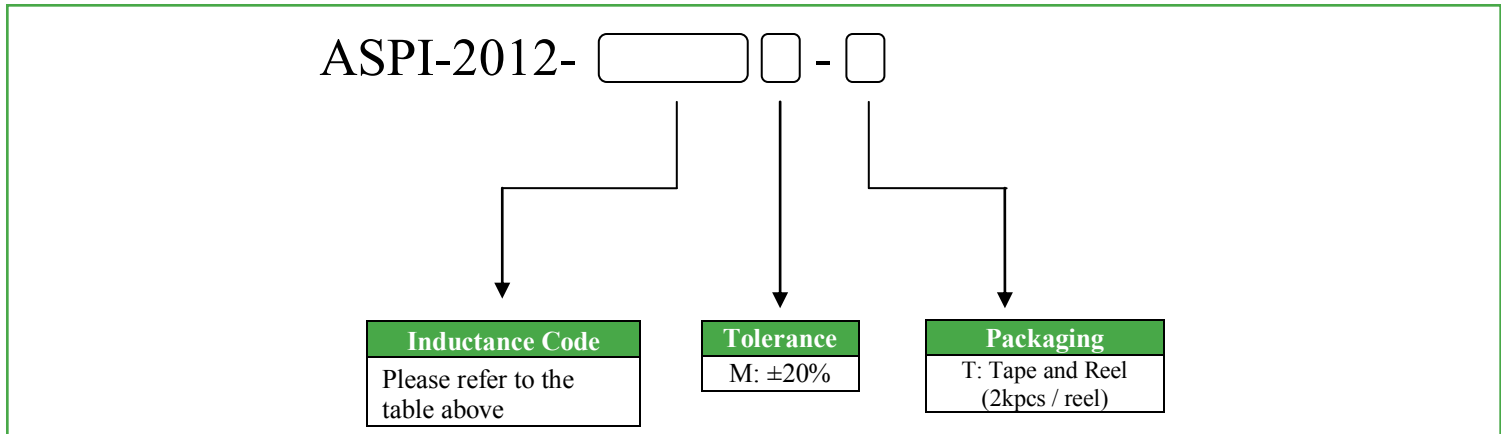 ASPI-2012- -
Inductance Code
Please refer to the
table above
Tolerance
M: ±20%
Packaging
T: Tape and Reel
(2kpcs / reel)